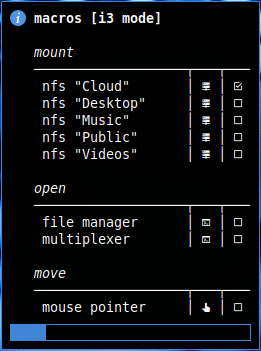 macros [i3 mode]
mount
nfs "Cloud"
nfs "Desktop"
nfs "Music"
nfs "Public"
nfs "Videos"
open
file manager
multiplexer
move
mouse pointer